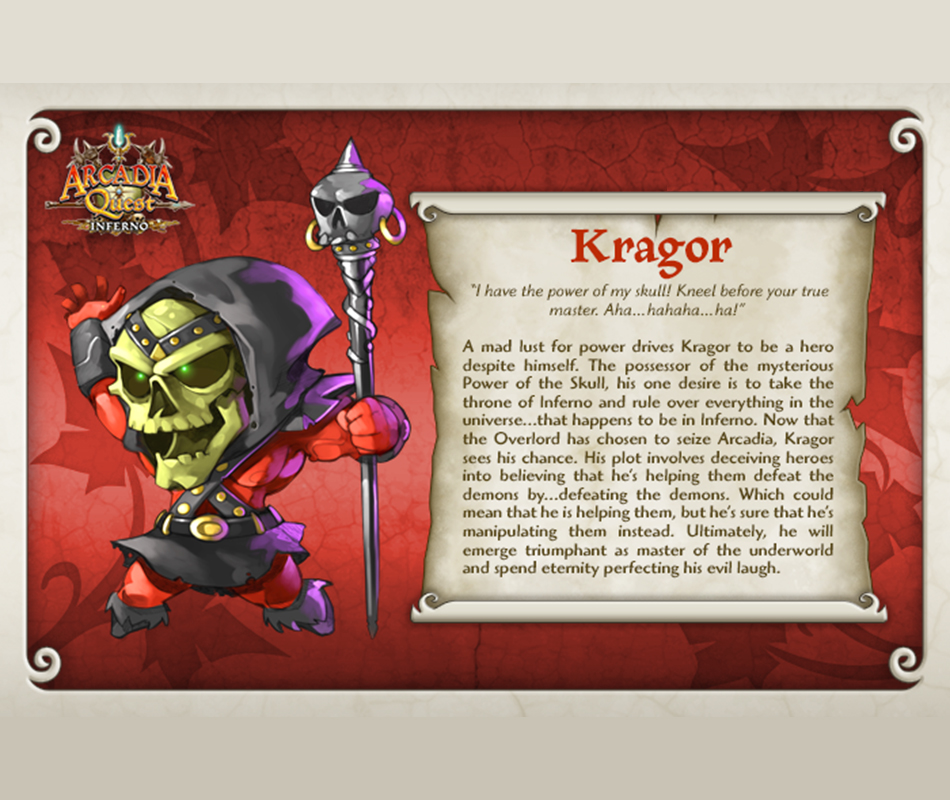 ARCADIA
Quest
INFERNO
Kragor
"I have the power of my skull! Kneel before your true
master. Aha...hahaha...ha!"
A mad lust for power drives Kragor to be a hero
despite himself. The possessor of the mysterious
Power of the Skull, his one desire is to take the
throne of Inferno and rule over everything in the
universe...that happens to be in Inferno. Now that
the Overlord has chosen to seize Arcadia, Kragor
sees his chance. His plot involves deceiving heroes
into believing that he's helping them defeat the
demons by...defeating the demons. Which could
mean that he is helping them, but he's sure that he's
manipulating them instead. Ultimately, he will
emerge triumphant as master of the underworld
and spend eternity perfecting his evil laugh.